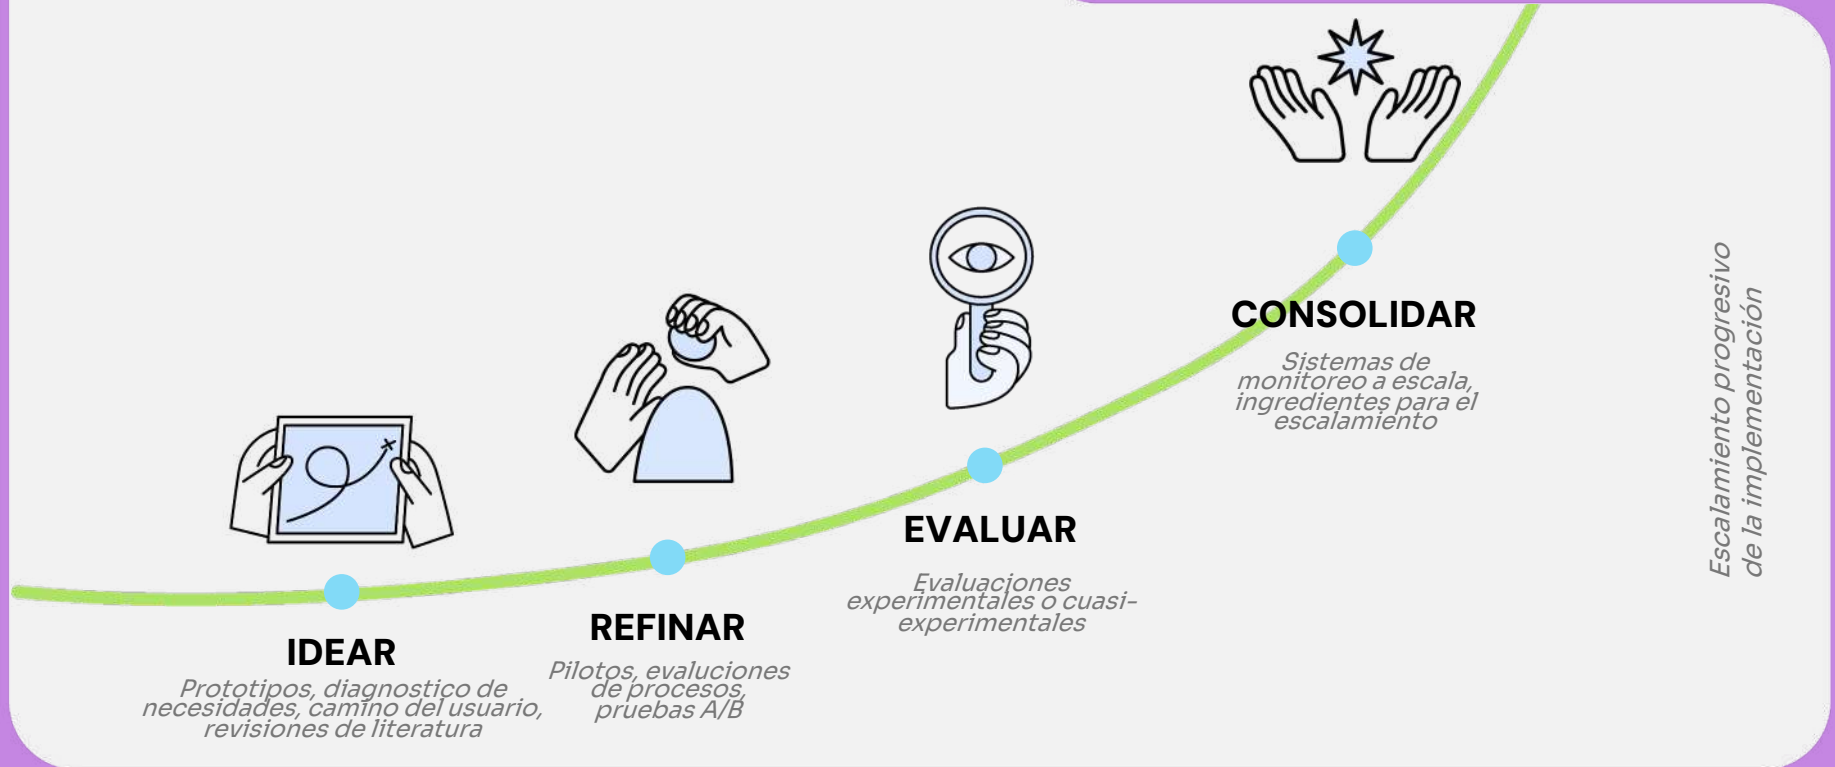 IDEAR
Prototipos, diagnostico de
necesidades, camino del usuario,
revisiones de literatura
REFINAR
Pilotos, evaluciones
de procesos,
pruebas A/B
EVALUAR
Evaluaciones
experimentales o cuasi-
experimentales
CONSOLIDAR
Sistemas de
monitoreo a escala,
ingredientes para el
escalamiento
Escalamiento progresivo
de la implementación